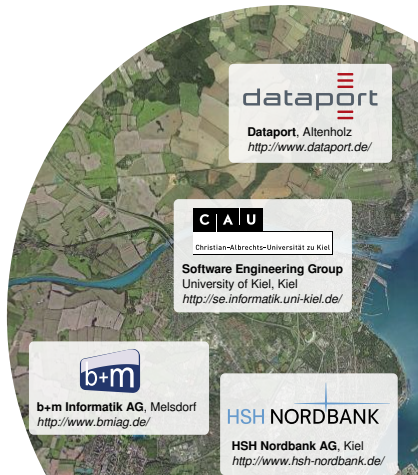 dataport
Dataport, Altenholz
http://www.dataport.de/
CAU
Christian-Albrechts-Universität zu Kiel
Software Engineering Group
University of Kiel, Kiel
http://se.informatik.uni-kiel.de/
b+m
b+m Informatik AG, Melsdorf
http://www.bmiag.de/
HSH NORDBANK
HSH Nordbank AG, Kiel
http://www.hsh-nordbank.de/